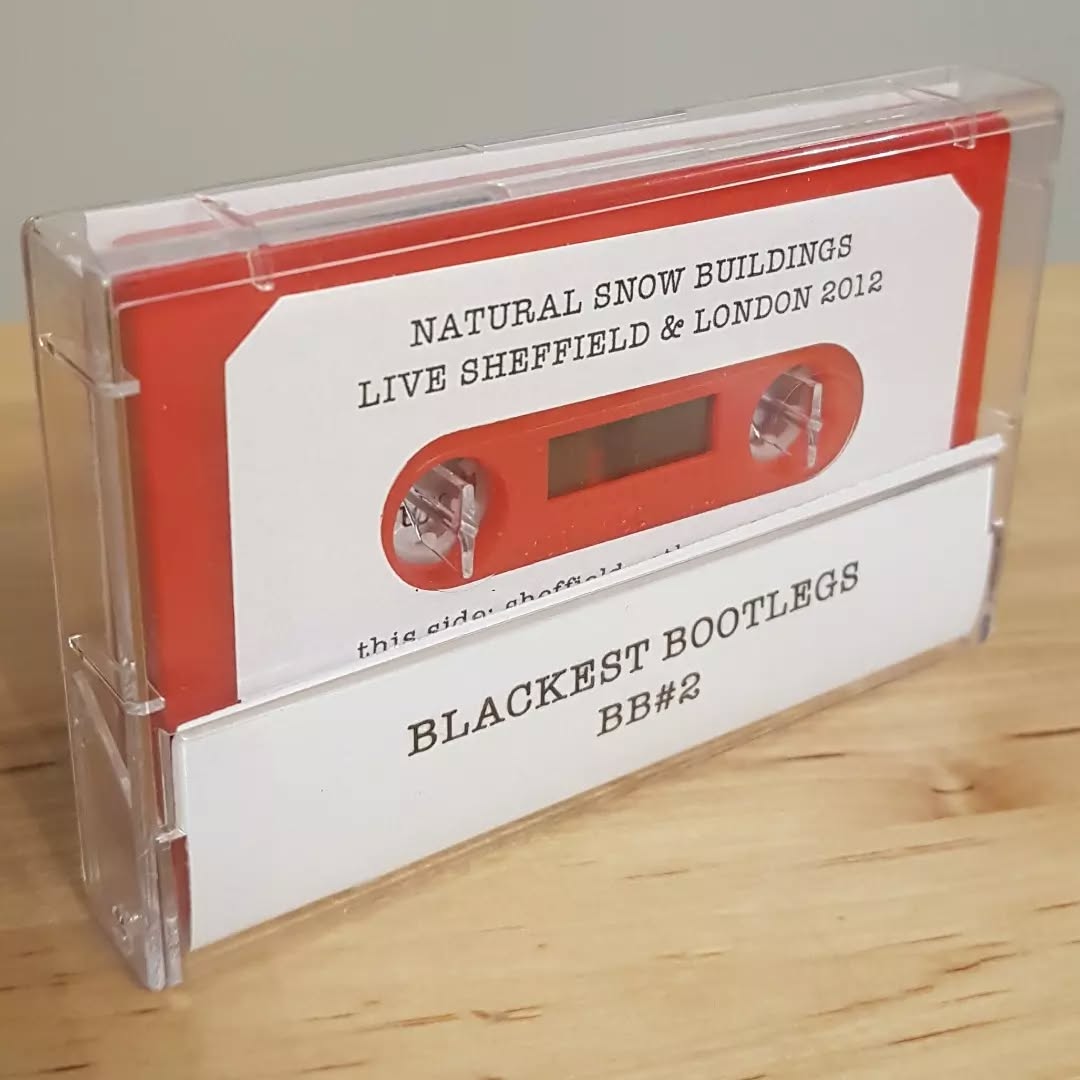 NATURAL SNOW BUILDINGS
LIVE SHEFFIELD & LONDON 2012
this side: sheffield
BLACKEST BOOTLEGS
BB#2